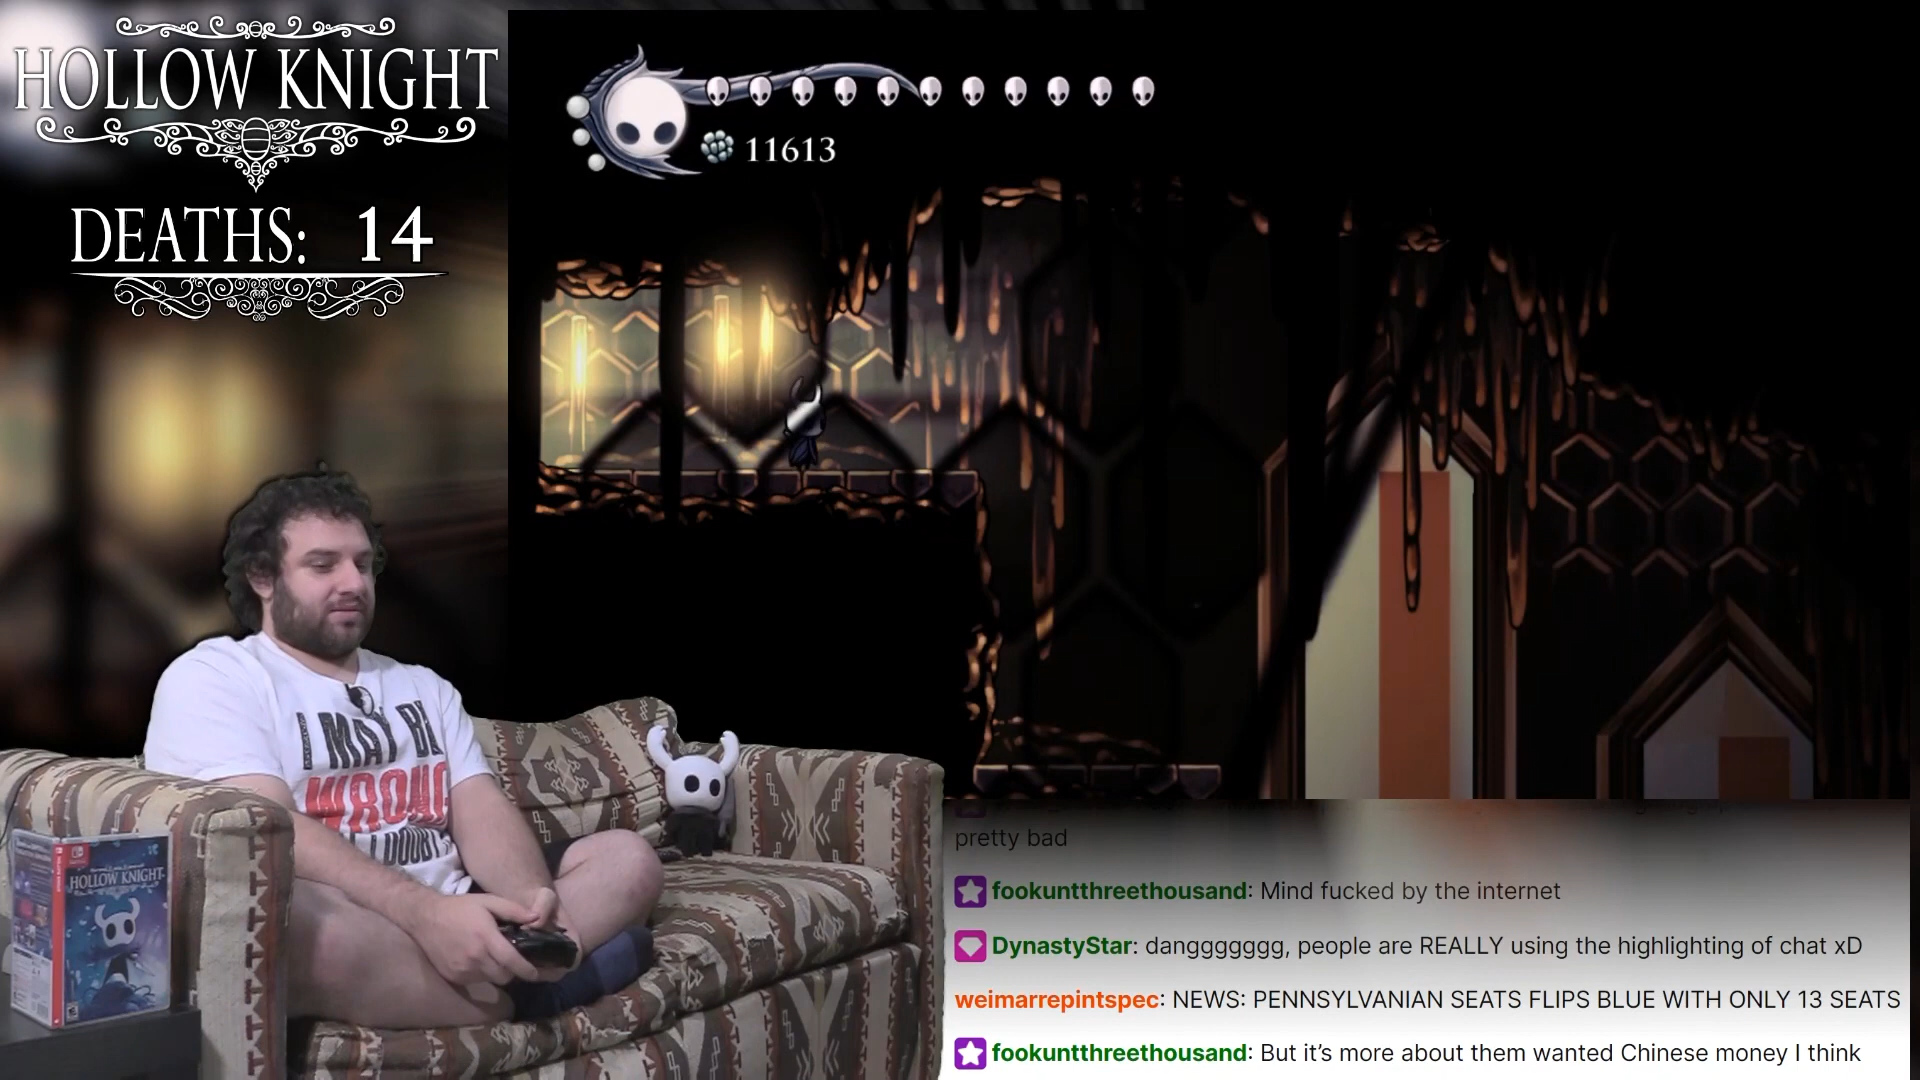 HOLLOW KNIGHT
DEATHS: 14
11613
I MAY BE
WRONG
I DOUBT
HOLLOW KNIGHT
pretty bad
fookuntthreethousand: Mind fucked by the internet
DynastyStar: danggggggg, people are REALLY using the highlighting of chat xD
weimarrepintspec: NEWS: PENNSYLVANIAN SEATS FLIPS BLUE WITH ONLY 13 SEATS
fookuntthreethousand: But it’s more about them wanted Chinese money I think